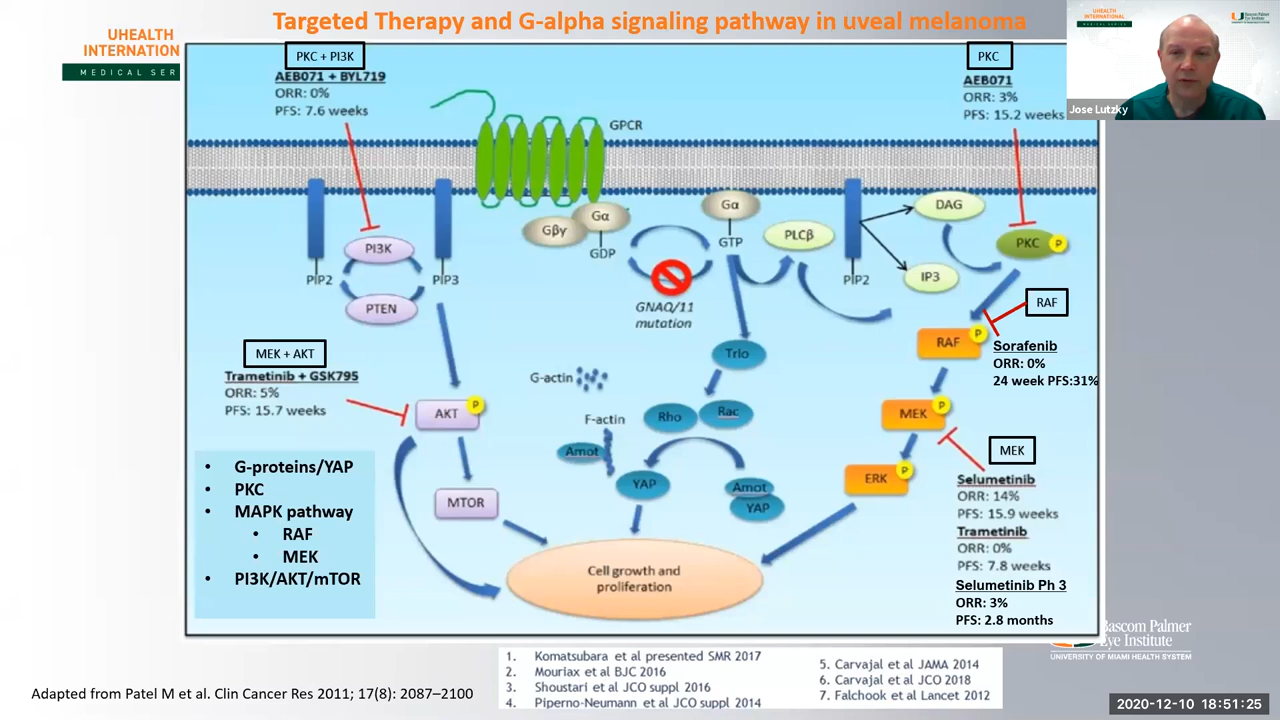 Targeted Therapy and G-alpha signaling pathway in uveal melanoma
UHEALTH
INTERNATION
MEDICAL SER
UHEALTH
INTERNATIONAL
MEDICAL SERIES
Bascom Palmer
Eye Institute
Jose Lutzky
PKC + PI3K
AEB071 + BYL719
ORR: 0%
PFS: 7.6 weeks
PKC
AEB071
ORR: 3%
PFS: 15.2 weeks
GPCR
Gβγ
Gα
GDP
Gα
GTP
PLCβ
DAG
PKC
P
IP3
PIP2
PI3K
PIP2
PIP3
PTEN
GNAQ/11
mutation
RAF
RAF
P
Sorafenib
ORR: 0%
24 week PFS:31%
Trio
MEK + AKT
Trametinib + GSK795
ORR: 5%
PFS: 15.7 weeks
AKT
P
G-actin
F-actin
Rho
Rac
Amot
YAP
Amot
YAP
MEK
P
ERK
P
MEK
Selumetinib
ORR: 14%
PFS: 15.9 weeks
Trametinib
ORR: 0%
PFS: 7.8 weeks
Selumetinib Ph 3
ORR: 3%
PFS: 2.8 months
MTOR
Cell growth and
proliferation
• G-proteins/YAP
• PKC
• MAPK pathway
• RAF
• MEK
• PI3K/AKT/mTOR
Bascom Palmer
Eye Institute
UNIVERSITY OF MIAMI HEALTH SYSTEM
Adapted from Patel M et al. Clin Cancer Res 2011; 17(8): 2087–2100
1. Komatsubara et al presented SMR 2017
2. Mouriax et al BJC 2016
3. Shoustari et al JCO suppl 2016
4. Piperno-Neumann et al JCO suppl 2014
5. Carvajal et al JAMA 2014
6. Carvajal et al JCO 2018
7. Falchook et al Lancet 2012
2020-12-10 18:51:25